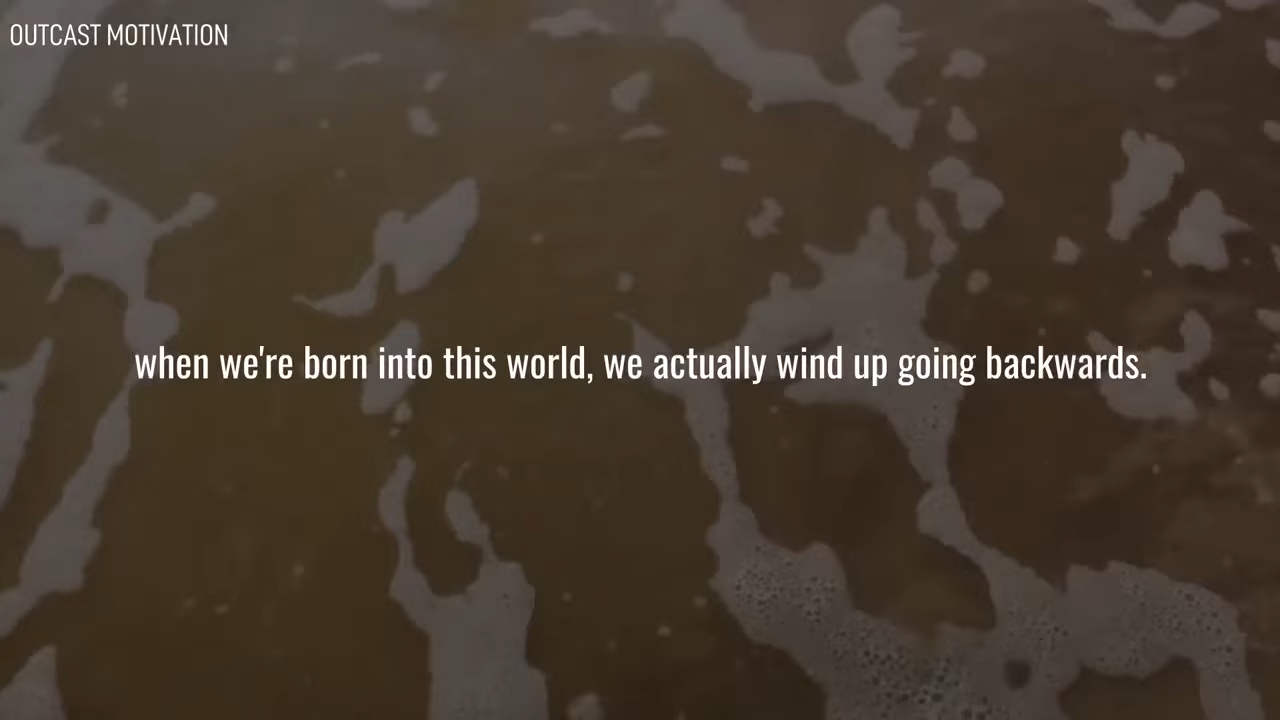 OUTCAST MOTIVATION
when we're born into this world, we actually wind up going backwards.